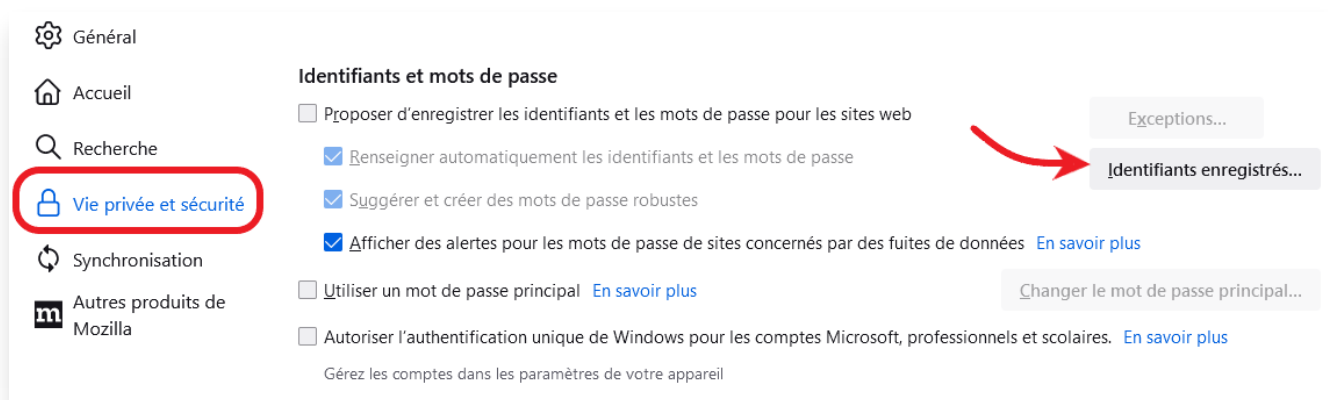 Général
Accueil
Recherche
Vie privée et sécurité
Synchronisation
Autres produits de
Mozilla
Identifiants et mots de passe
Proposer d’enregistrer les identifiants et les mots de passe pour les sites web
Exceptions...
Renseigner automatiquement les identifiants et les mots de passe
Identifiants enregistrés...
Suggérer et créer des mots de passe robustes
Afficher des alertes pour les mots de passe de sites concernés par des fuites de données En savoir plus
Utiliser un mot de passe principal En savoir plus
Changer le mot de passe principal...
Autoriser l’authentification unique de Windows pour les comptes Microsoft, professionnels et scolaires. En savoir plus
Gérez les comptes dans les paramètres de votre appareil